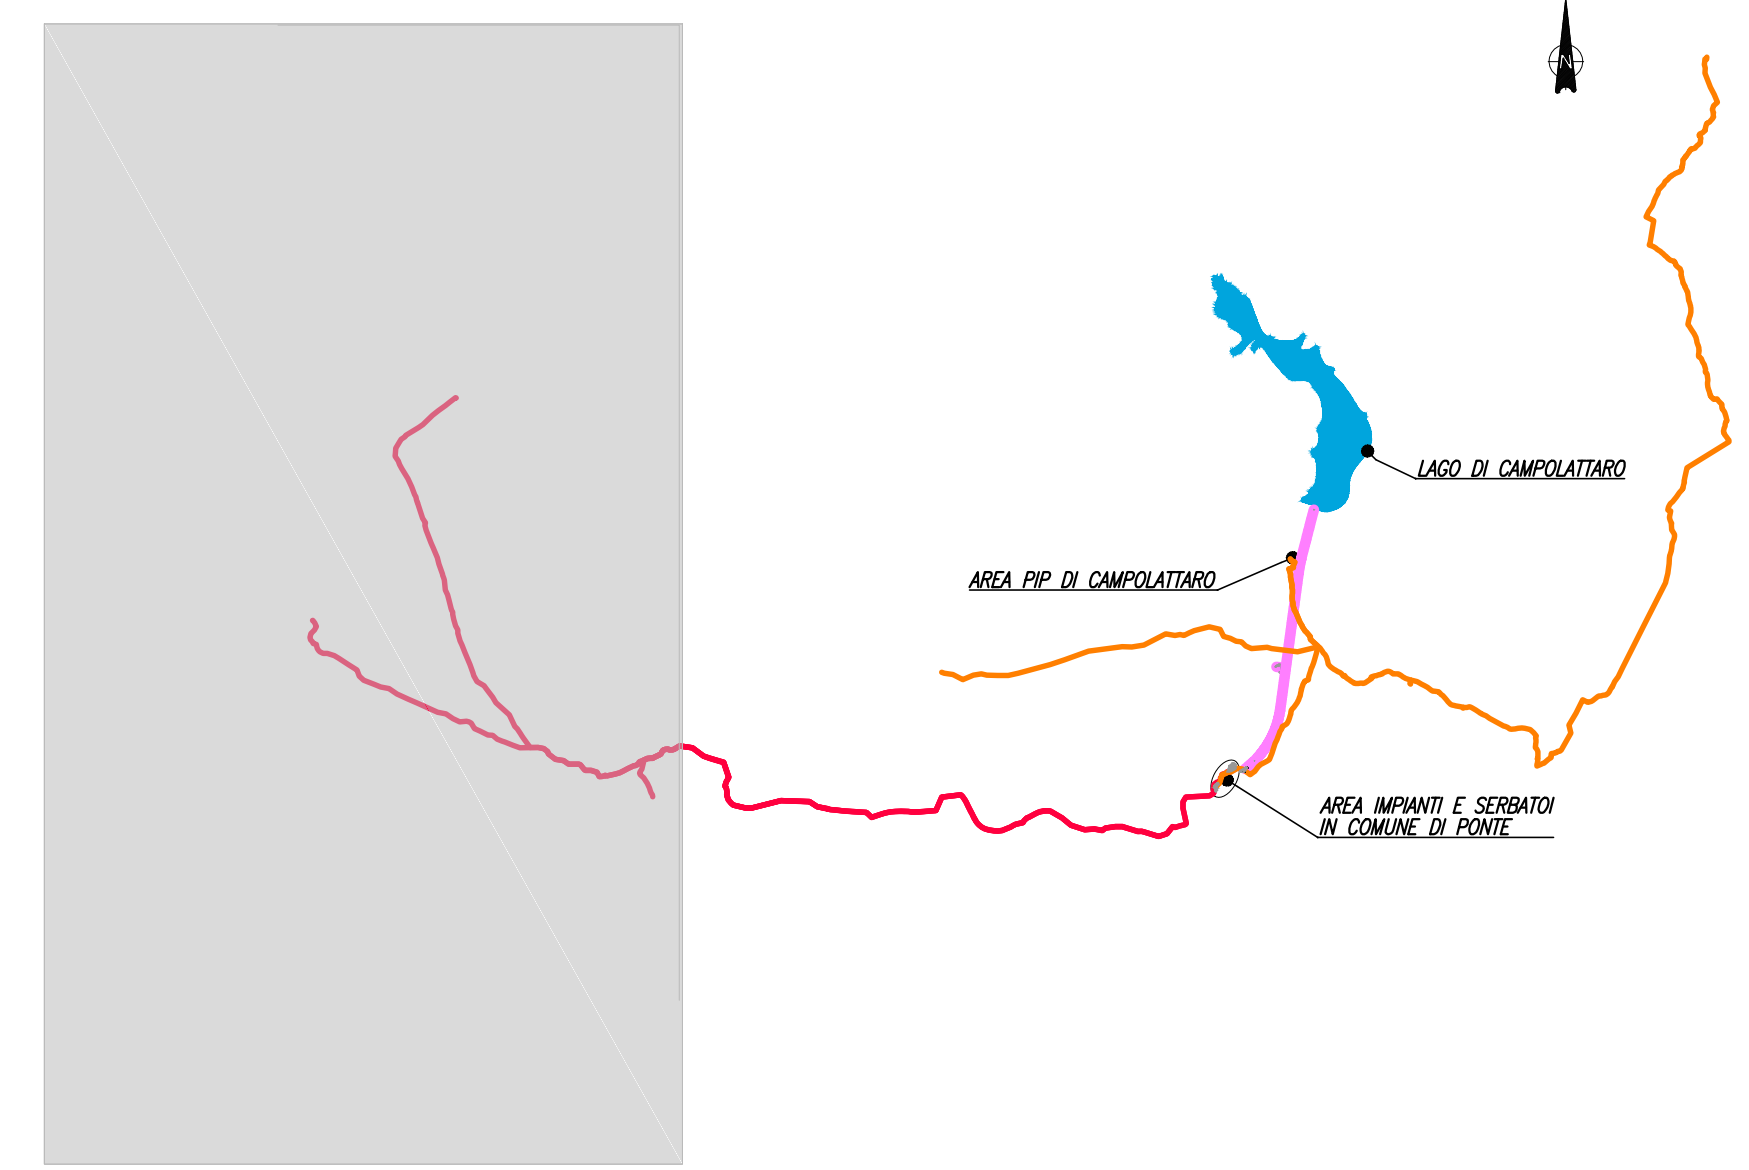 N
LAGO DI CAMPOLATTARO
AREA PIP DI CAMPOLATTARO
AREA IMPIANTI E SERBATOI
IN COMUNE DI PONTE